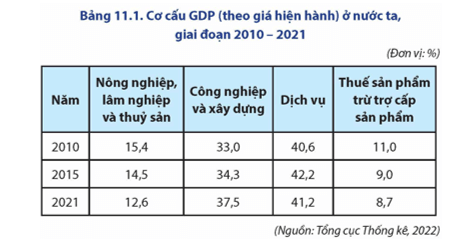 Bảng 11.1. Cơ cấu GDP (theo giá hiện hành) ở nước ta,
giai đoạn 2010 – 2021
(Đơn vị: %)
Năm | Nông nghiệp, lâm nghiệp và thuỷ sản | Công nghiệp và xây dựng | Dịch vụ | Thuế sản phẩm trừ trợ cấp sản phẩm
2010 | 15,4 | 33,0 | 40,6 | 11,0
2015 | 14,5 | 34,3 | 42,2 | 9,0
2021 | 12,6 | 37,5 | 41,2 | 8,7
(Nguồn: Tổng cục Thống kê, 2022)